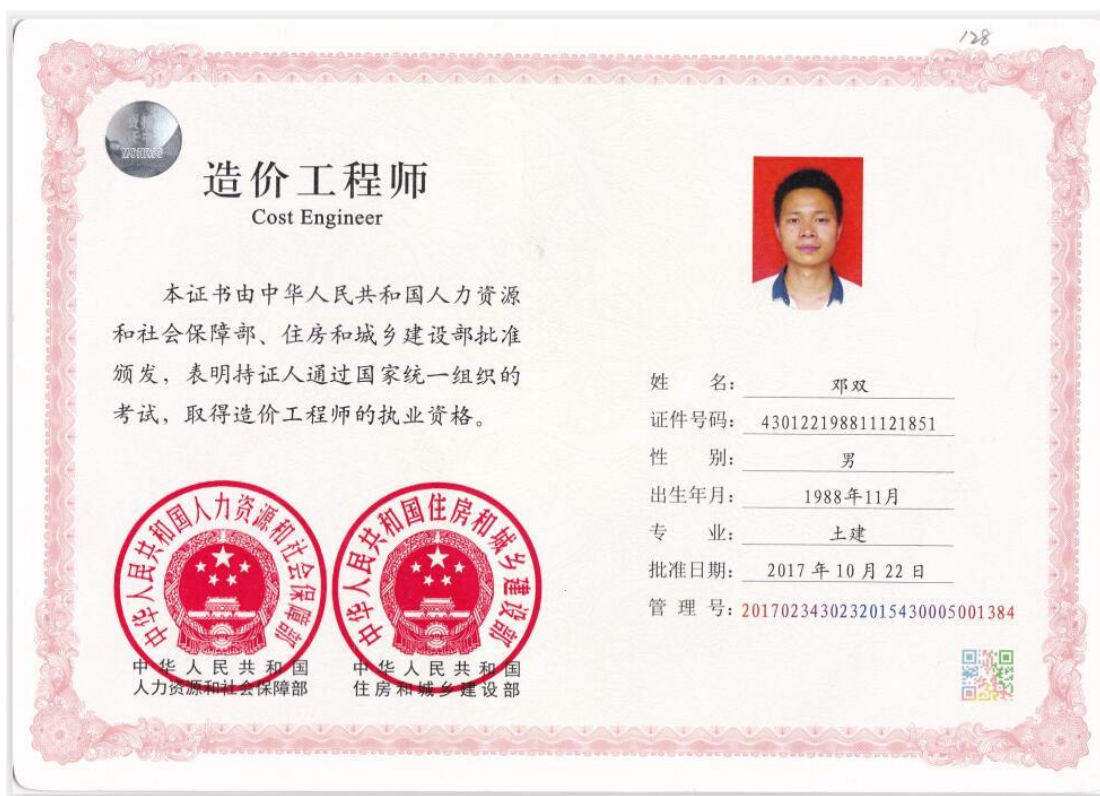 128
造价工程师
Cost Engineer
本证书由中华人民共和国人力资源
和社会保障部、住房和城乡建设部批准
颁发，表明持证人通过国家统一组织的
考试，取得造价工程师的执业资格。
中华人民共和国人力资源和社会保障部
中华人民共和国住房和城乡建设部
中华人民共和国
人力资源和社会保障部
中华人民共和国
住房和城乡建设部
姓名：邓双
证件号码：430122198811121851
性别：男
出生年月：1988年11月
专业：土建
批准日期：2017年10月22日
管理号：2017023430232015430005001384